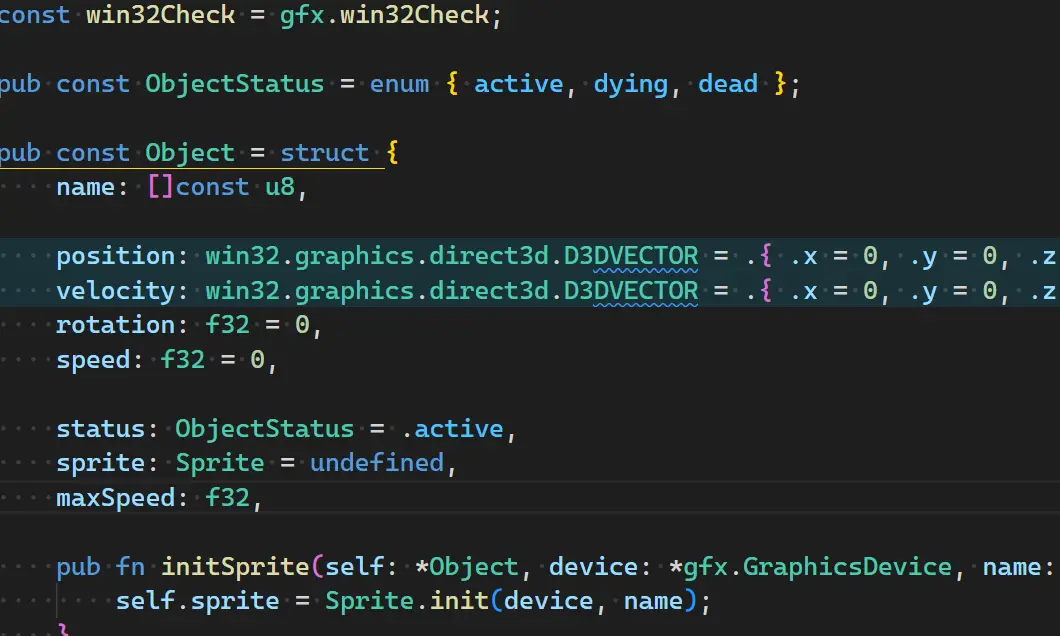 const win32Check = gfx.win32Check;
pub const ObjectStatus = enum { active, dying, dead };
pub const Object = struct {
name: []const u8,
position: win32.graphics.direct3d.D3DVECTOR = .{ .x = 0, .y = 0, .z
velocity: win32.graphics.direct3d.D3DVECTOR = .{ .x = 0, .y = 0, .z
rotation: f32 = 0,
speed: f32 = 0,
status: ObjectStatus = .active,
sprite: Sprite = undefined,
maxSpeed: f32,
pub fn initSprite(self: *Object, device: *gfx.GraphicsDevice, name:
self.sprite = Sprite.init(device, name);
}